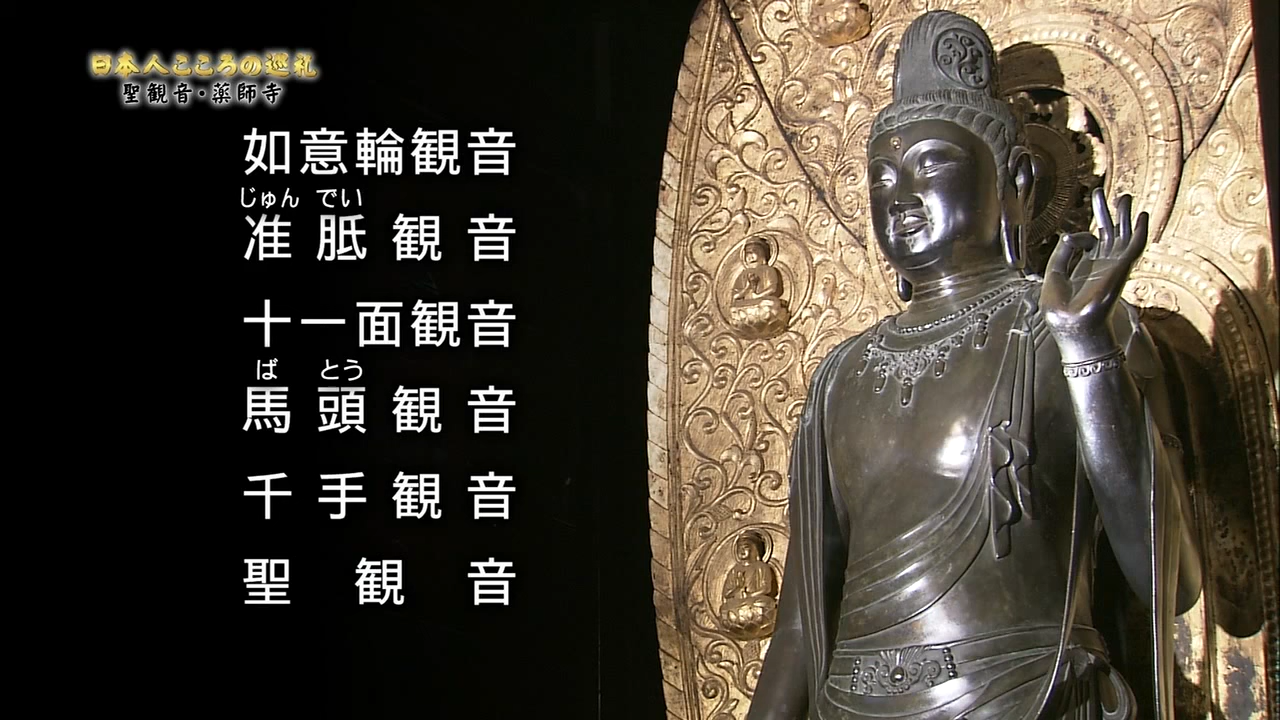 日本人こころの巡礼
聖観音・薬師寺
如意輪観音
じゅん でい
准胝観音
十一面観音
ば とう
馬頭観音
千手観音
聖観音